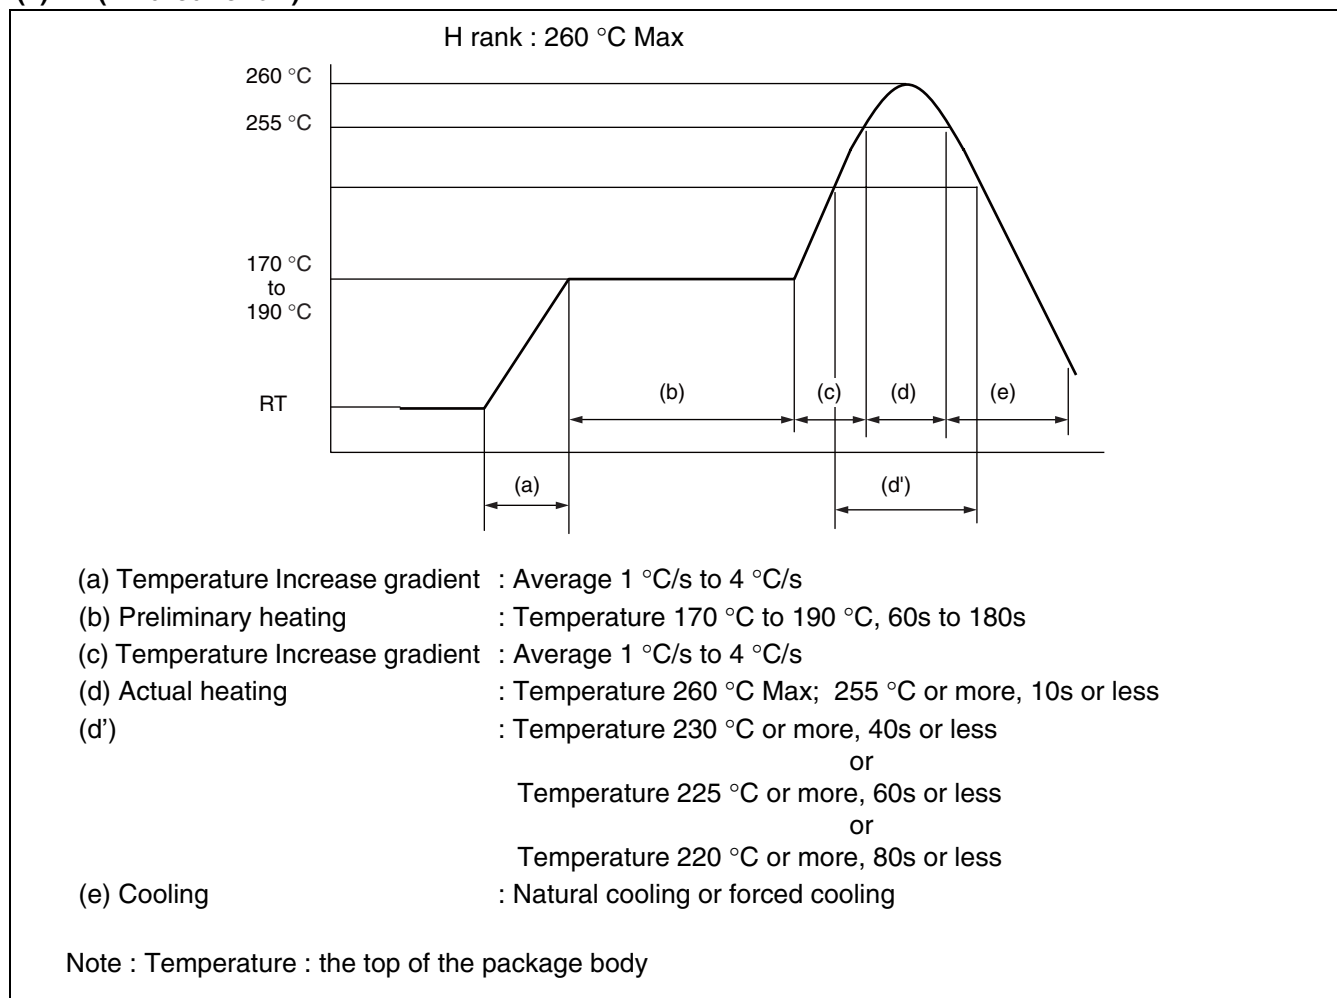 H rank : 260 °C Max
260 °C
255 °C
170 °C
to
190 °C
RT
(b)
(c)
(d)
(e)
(a)
(d')
(a) Temperature Increase gradient : Average 1 °C/s to 4 °C/s
(b) Preliminary heating : Temperature 170 °C to 190 °C, 60s to 180s
(c) Temperature Increase gradient : Average 1 °C/s to 4 °C/s
(d) Actual heating : Temperature 260 °C Max; 255 °C or more, 10s or less
(d’) : Temperature 230 °C or more, 40s or less
or
Temperature 225 °C or more, 60s or less
or
Temperature 220 °C or more, 80s or less
(e) Cooling : Natural cooling or forced cooling
Note : Temperature : the top of the package body